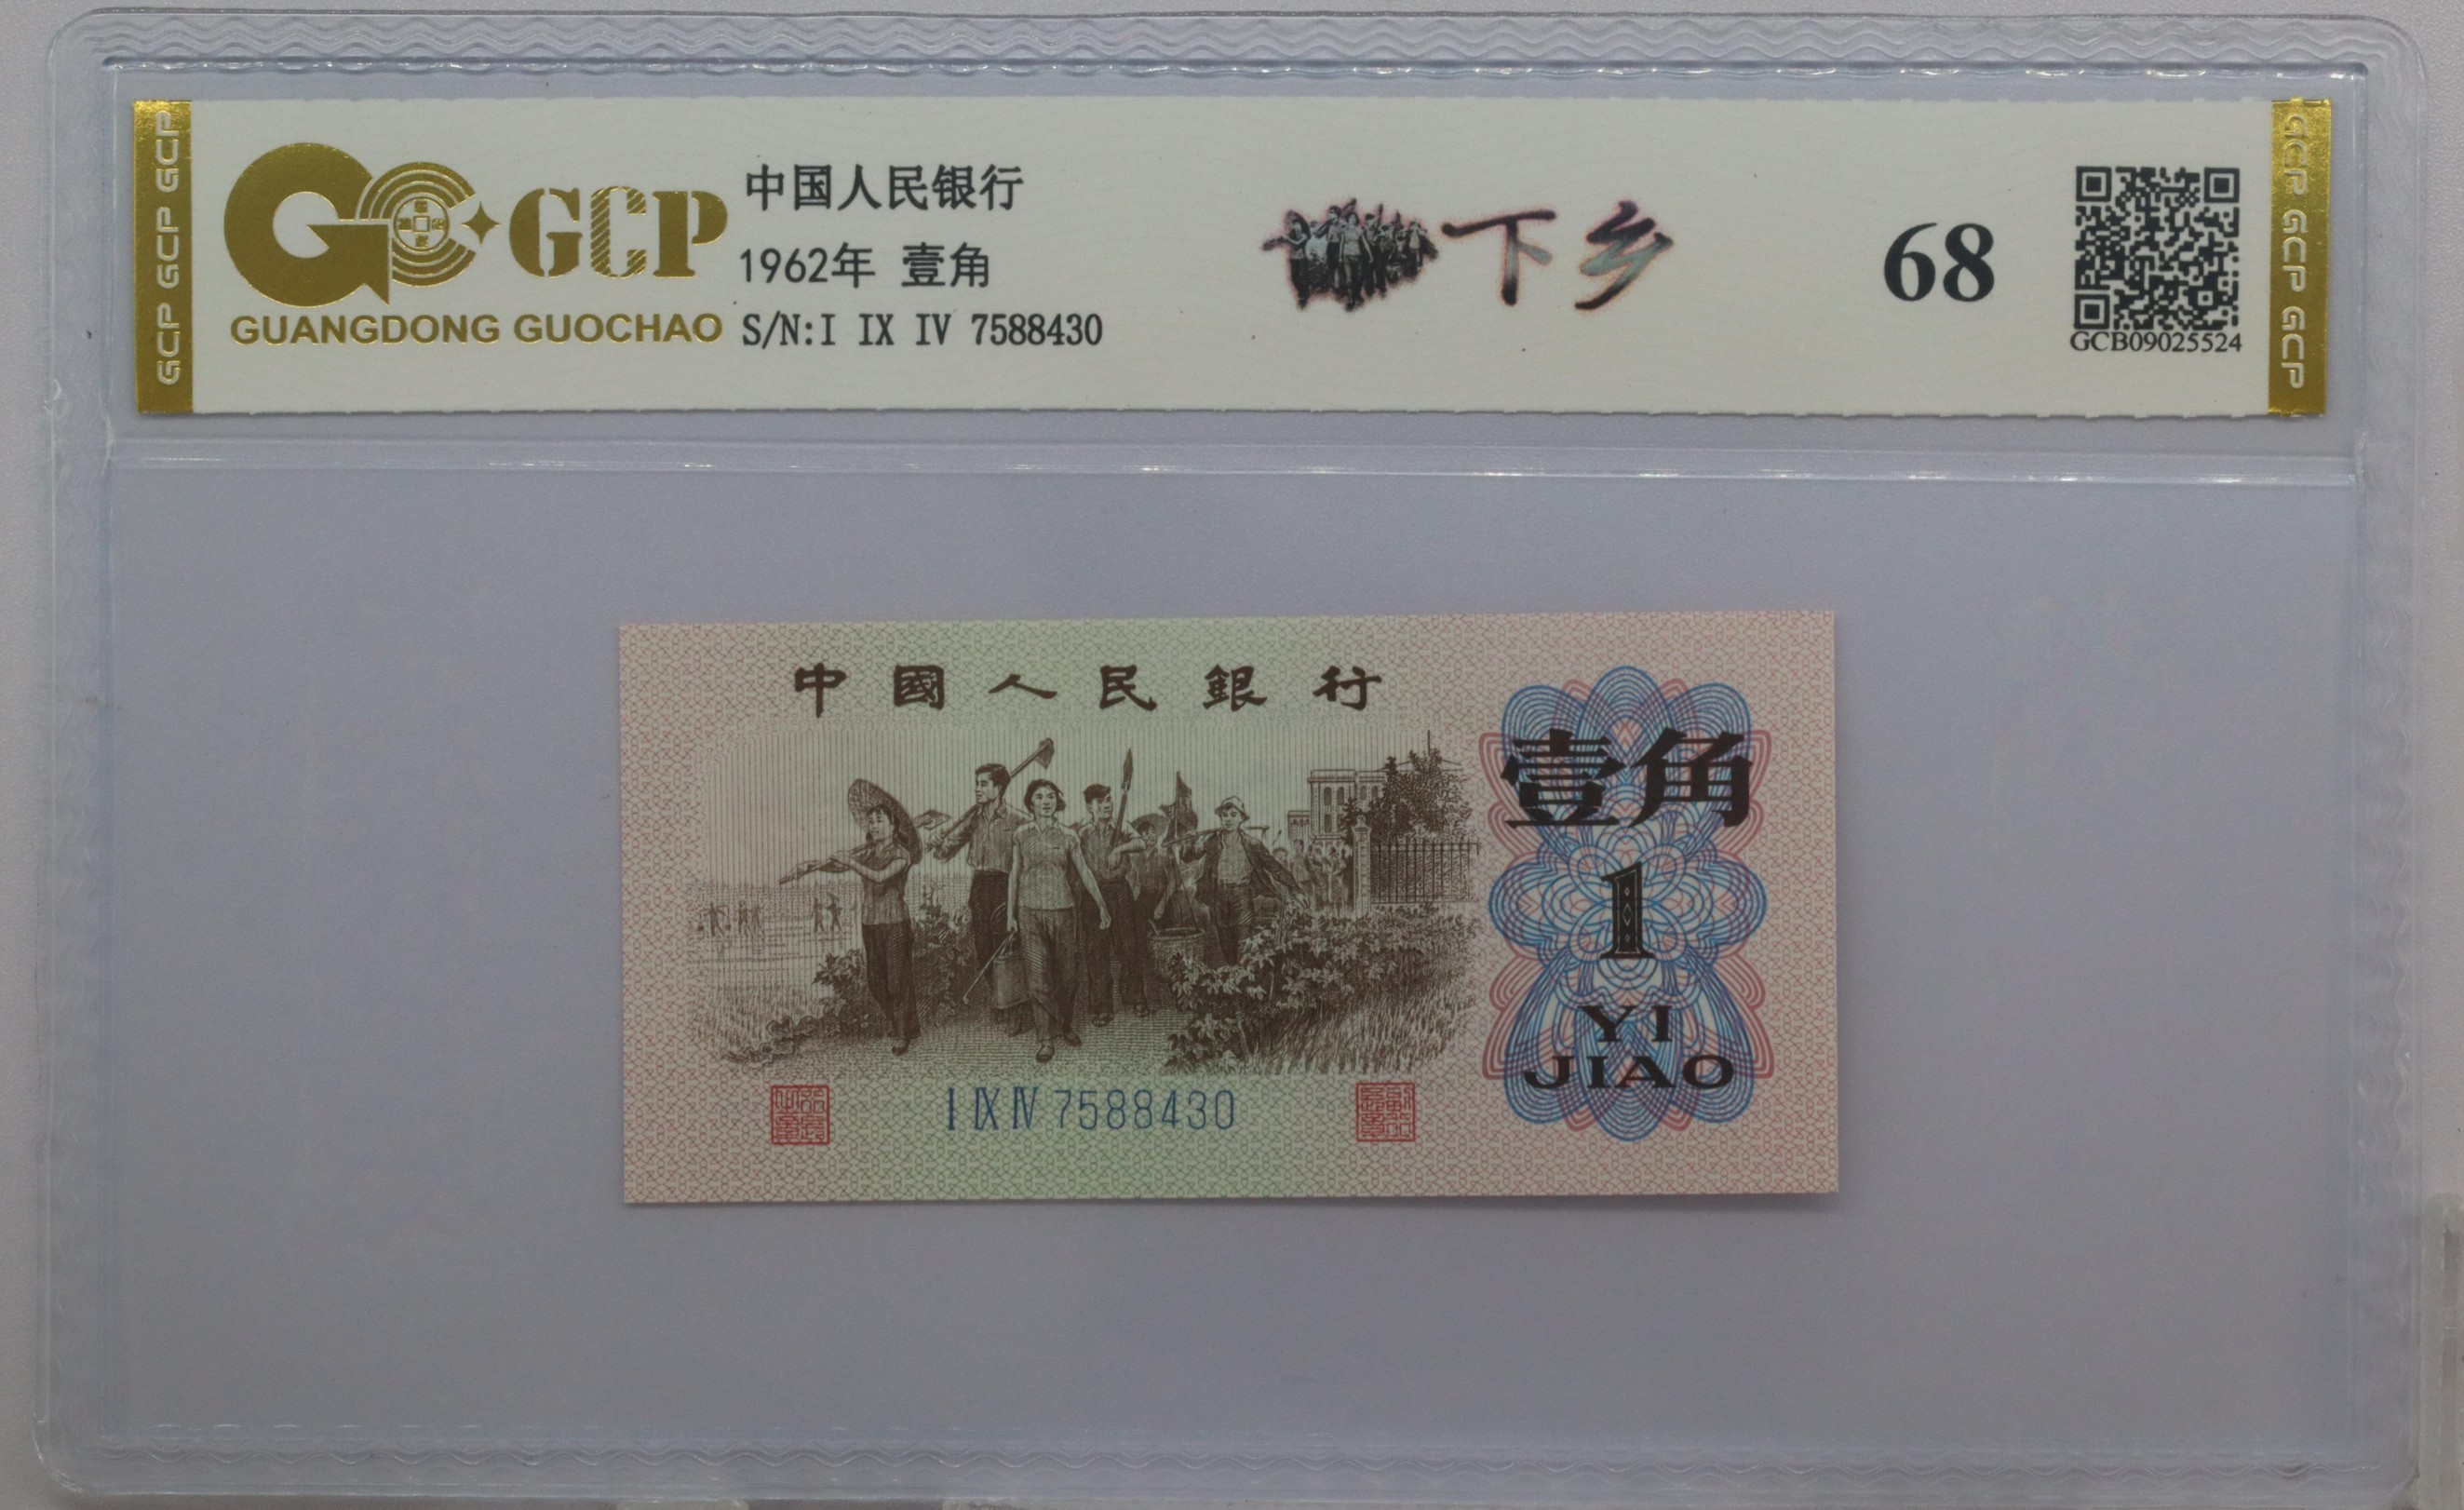 GCP GCP GCP
GCP
GUANGDONG GUOCHAO
中国人民银行
1962年 壹角
S/N:I IX IV 7588430
下乡
68
GCB09025524
GCP GCP GCP
中國人民銀行
壹角
1
YI
JIAO
I IX IV 7588430